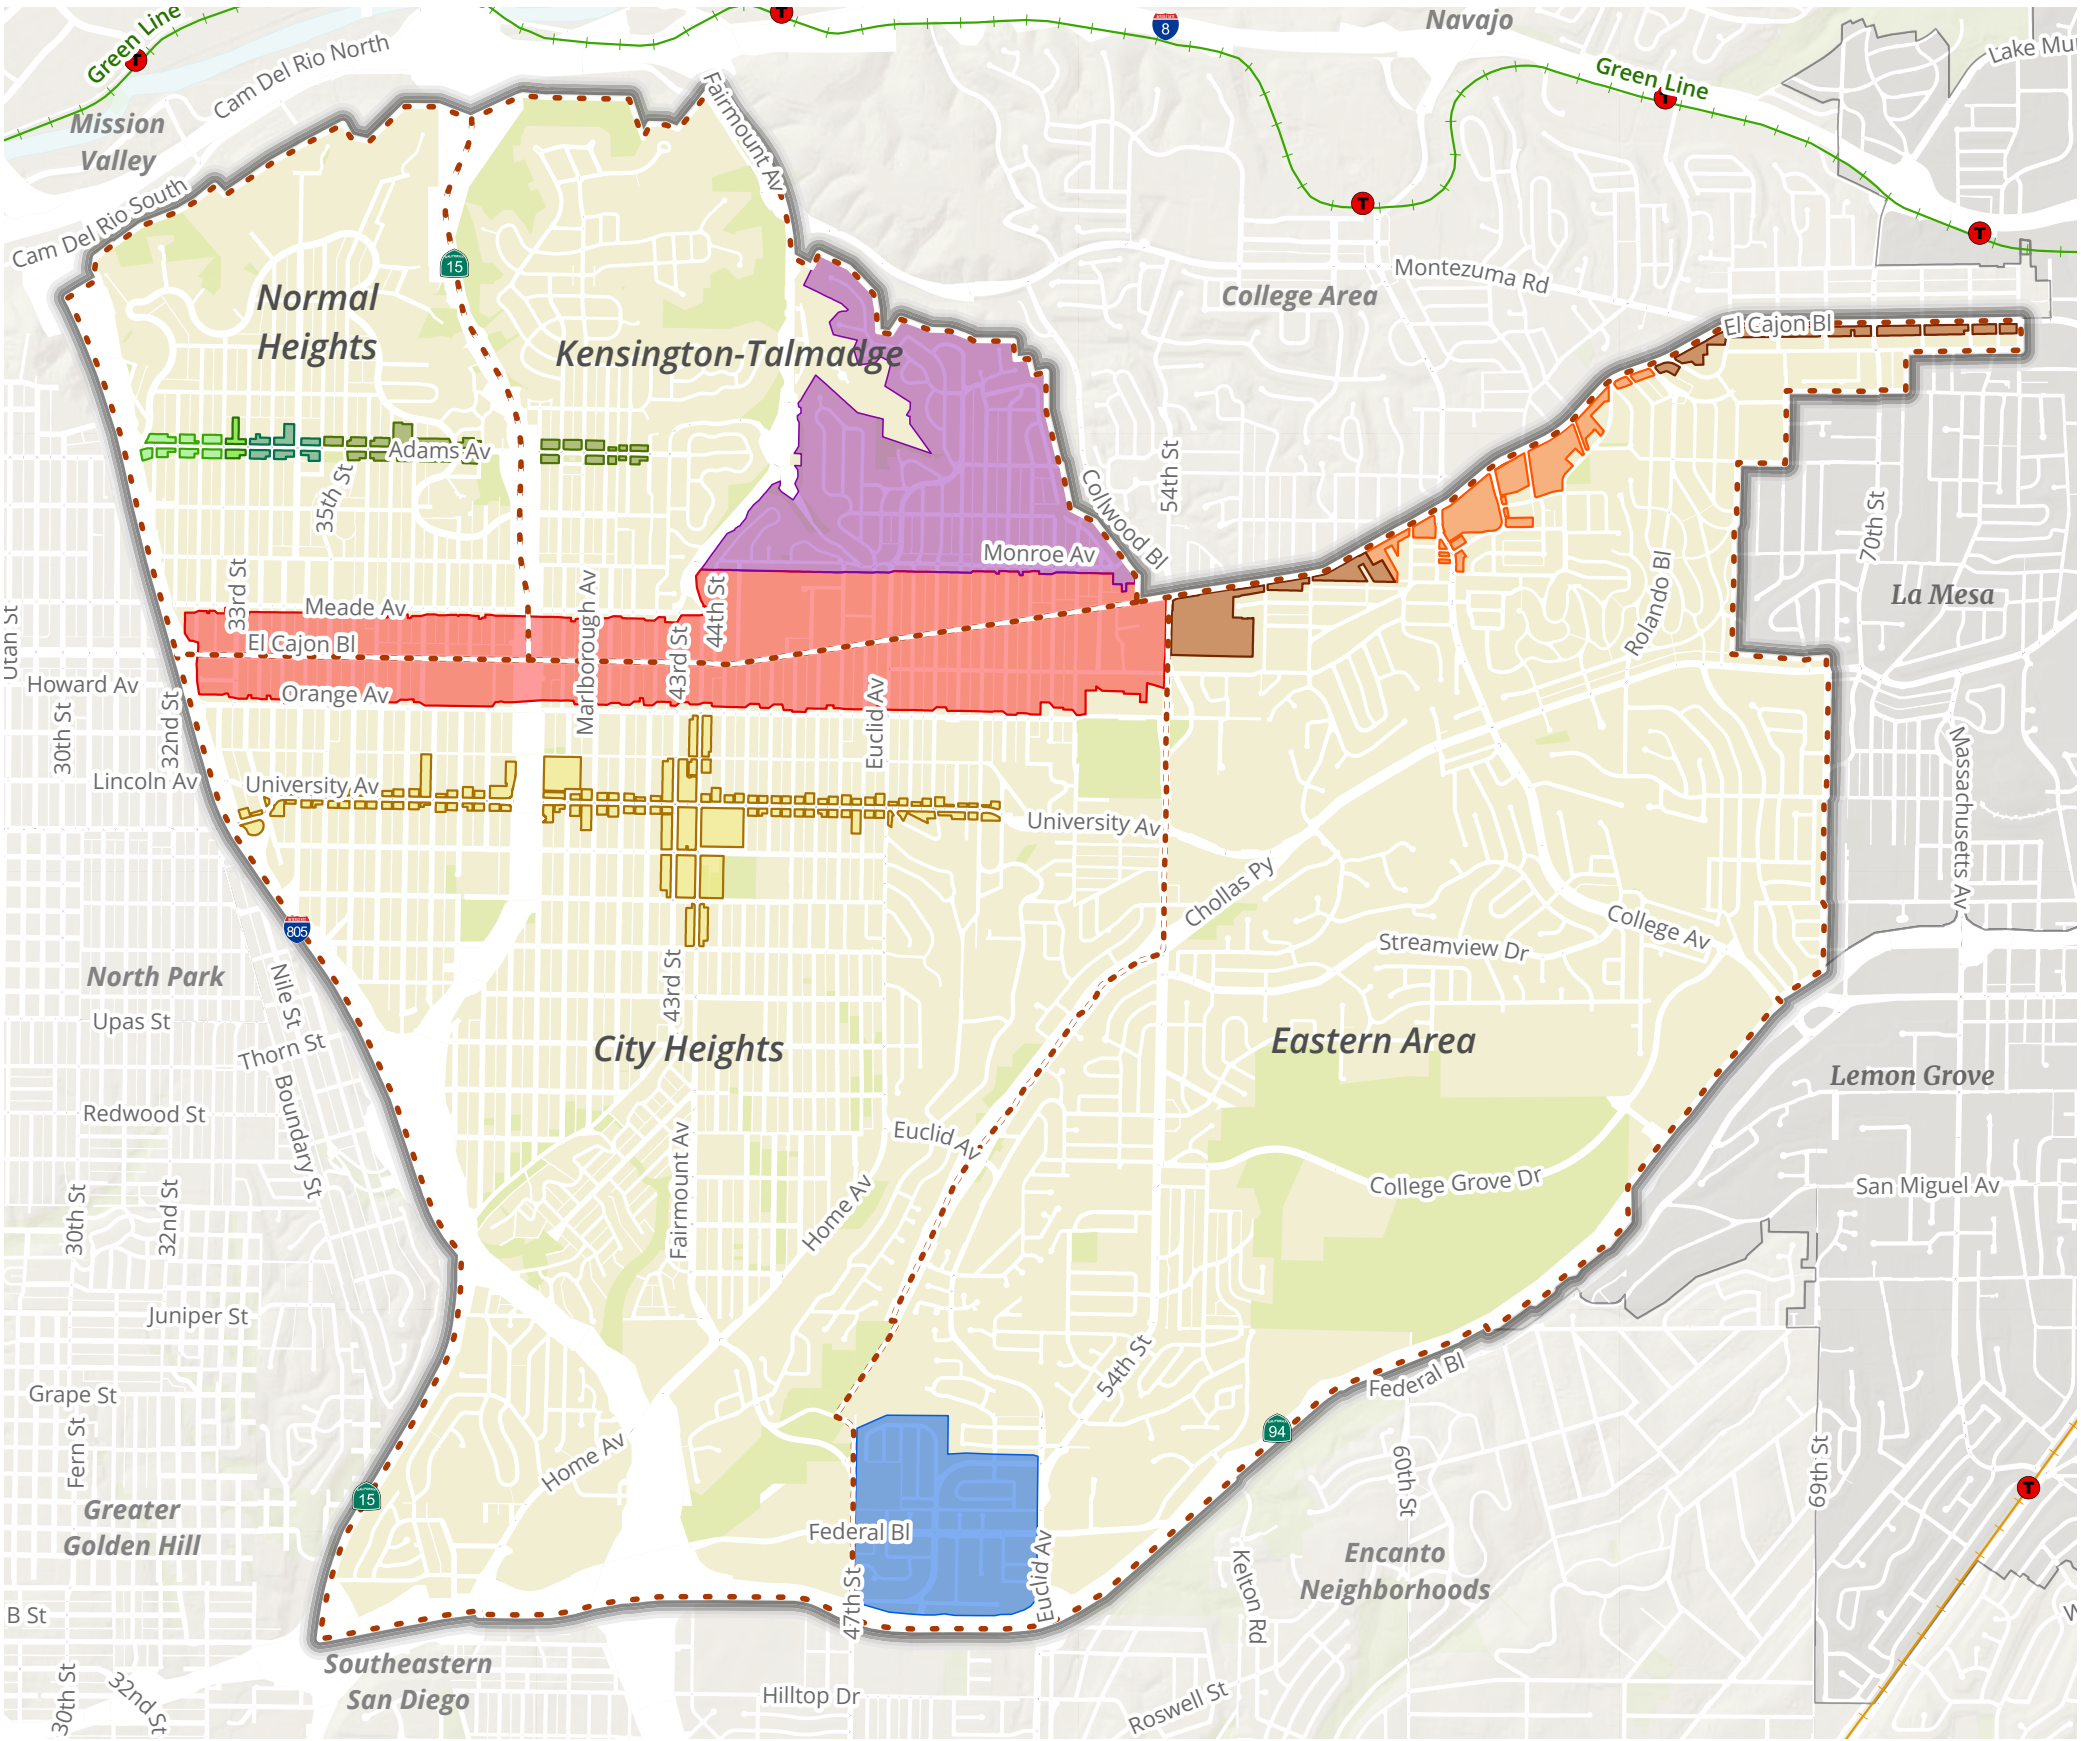 Green Line
Cam Del Rio North
8
Navajo
Lake Mu
Green Line
Mission
Valley
Fairmount Av
Cam Del Rio South
15
Montezuma Rd
College Area
Normal
Heights
El Cajon Bl
Kensington-Talmadge
Adams Av
35th St
54th St
Collwood Bl
70th St
Monroe Av
33rd St
Meade Av
Marlborough Av
44th St
Rolando Bl
La Mesa
Utah St
El Cajon Bl
43rd St
Howard Av
Orange Av
30th St
32nd St
Euclid Av
Massachusetts Av
Lincoln Av
University Av
University Av
Chollas Py
805
College Av
Streamview Dr
North Park
Nile St
43rd St
Upas St
Thorn St
City Heights
Eastern Area
Lemon Grove
Boundary St
Redwood St
Euclid Av
Fairmount Av
Home Av
College Grove Dr
San Miguel Av
30th St
32nd St
Juniper St
54th St
Federal Bl
Grape St
Fern St
94
Home Av
60th St
69th St
15
Greater
Golden Hill
Federal Bl
Euclid Av
Encanto
Neighborhoods
Kelton Rd
47th St
B St
Southeastern
San Diego
30th St
32nd St
Hilltop Dr
Roswell St
T
T
T
T
T
T